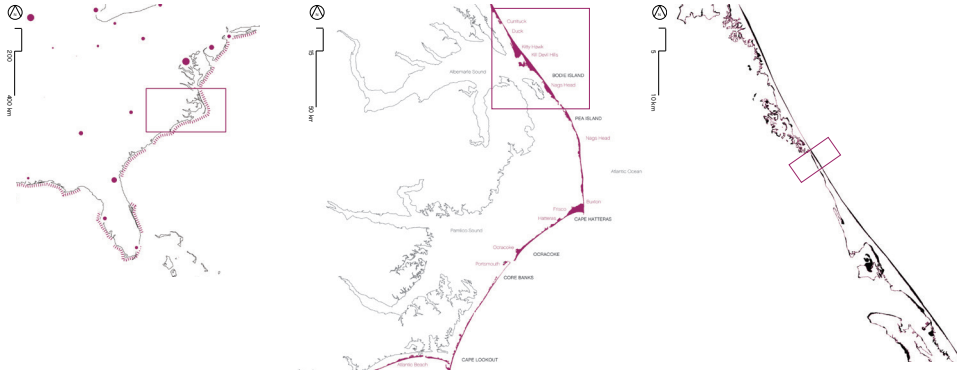 200
400 km
15
50 km
Currituck
Duck
Kitty Hawk
Kill Devil Hills
Albemarle Sound
BODIE ISLAND
Nags Head
PEA ISLAND
Nags Head
Atlantic Ocean
Buxton
Frisco
Hatteras
CAPE HATTERAS
Pamlico Sound
Ocracoke
OCRACOKE
Portsmouth
CORE BANKS
CAPE LOOKOUT
Atlantic Beach
5
10km